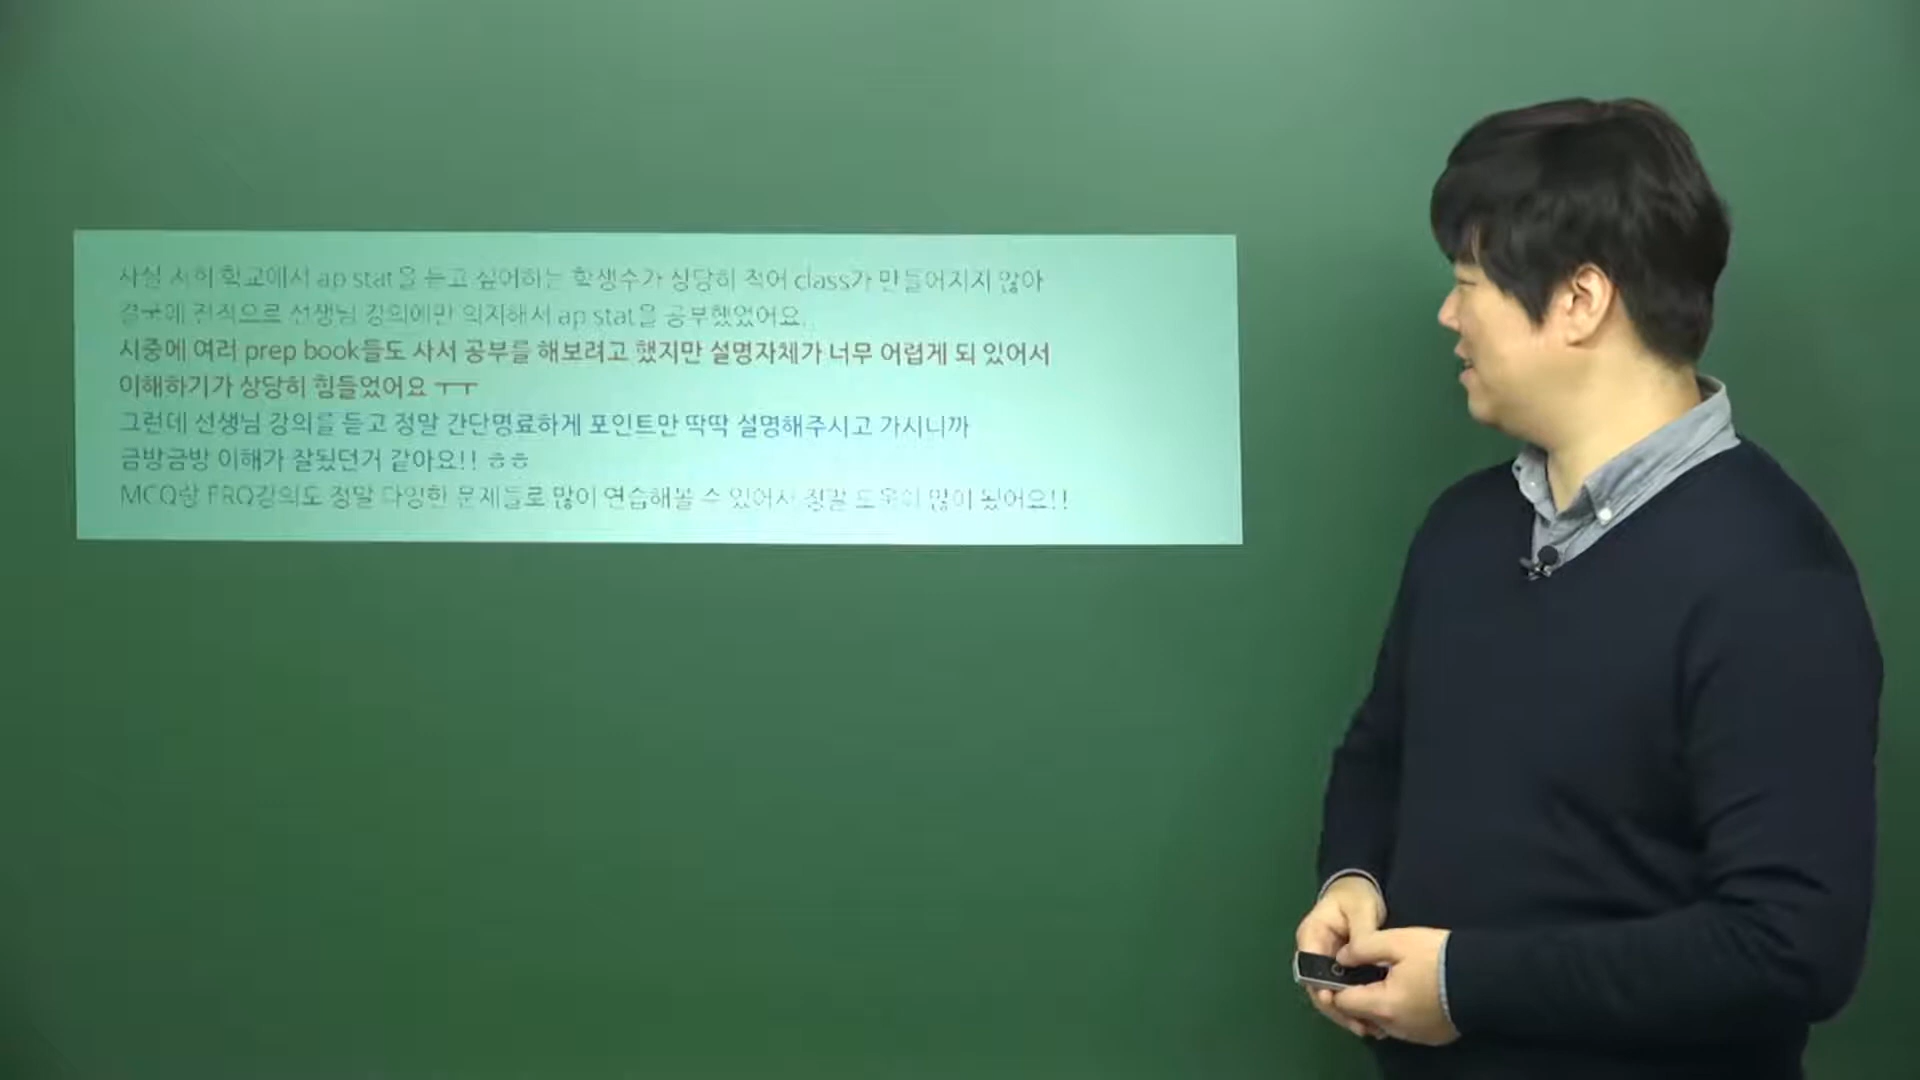 사실 저희 학교에서 ap stat을 듣고 싶어하는 학생수가 상당히 적어 class가 만들어지지 않아
결국에 전적으로 선생님 강의에만 의지해서 ap stat을 공부했었어요..
시중에 여러 prep book들도 사서 공부를 해보려고 했지만 설명자체가 너무 어렵게 되 있어서
이해하기가 상당히 힘들었어요 ㅜㅜ
그런데 선생님 강의를 듣고 정말 간단명료하게 포인트만 딱딱 설명해주시고 가시니까
금방금방 이해가 잘됬던거 같아요!! ㅎㅎ
MCQ랑 FRQ강의도 정말 다양한 문제들로 많이 연습해볼 수 있어서 정말 도움이 많이 됬어요!!